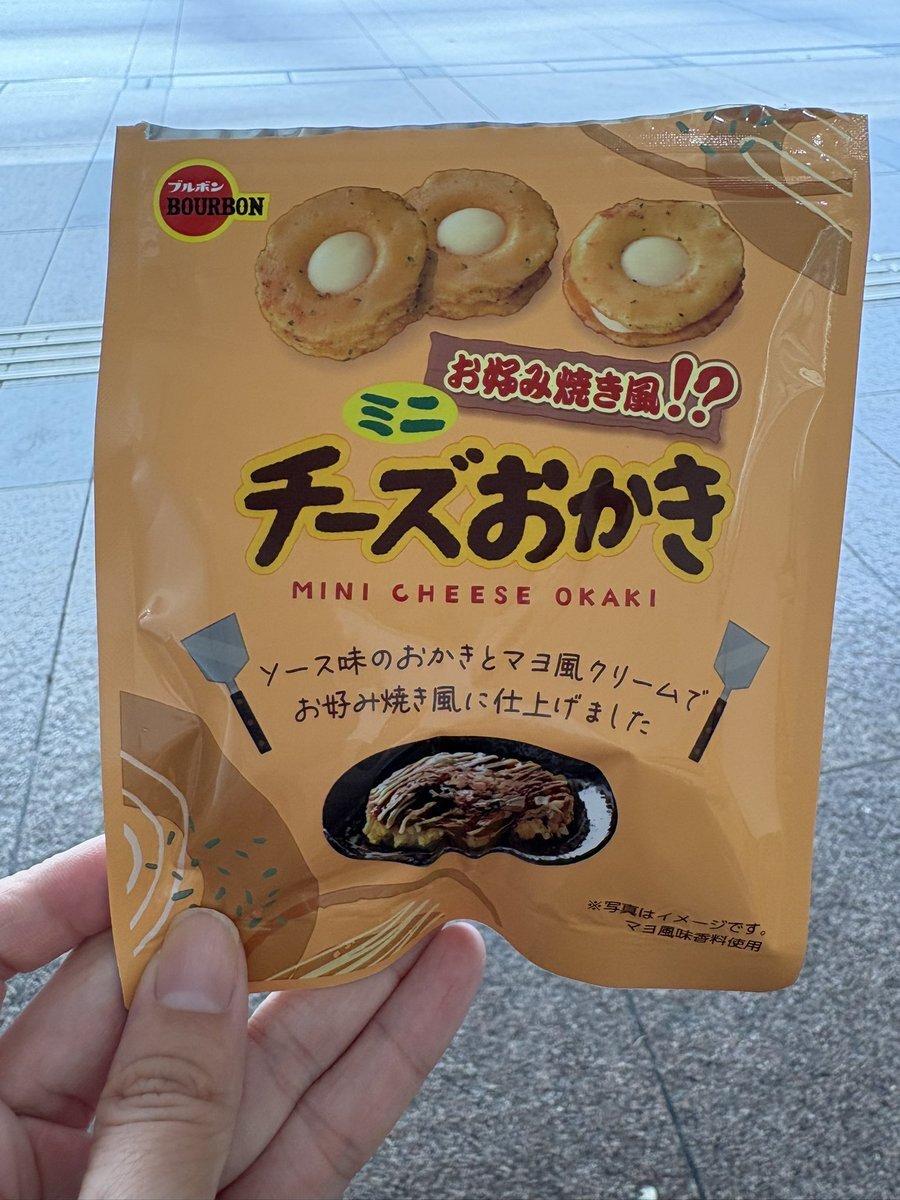 ブルボン
BOURBON
お好み焼き風!?
ミニ
チーズおかき
MINI CHEESE OKAKI
ソース味のおかきとマヨ風クリームで
お好み焼き風に仕上げました
※写真はイメージです。
マヨ風味香料使用